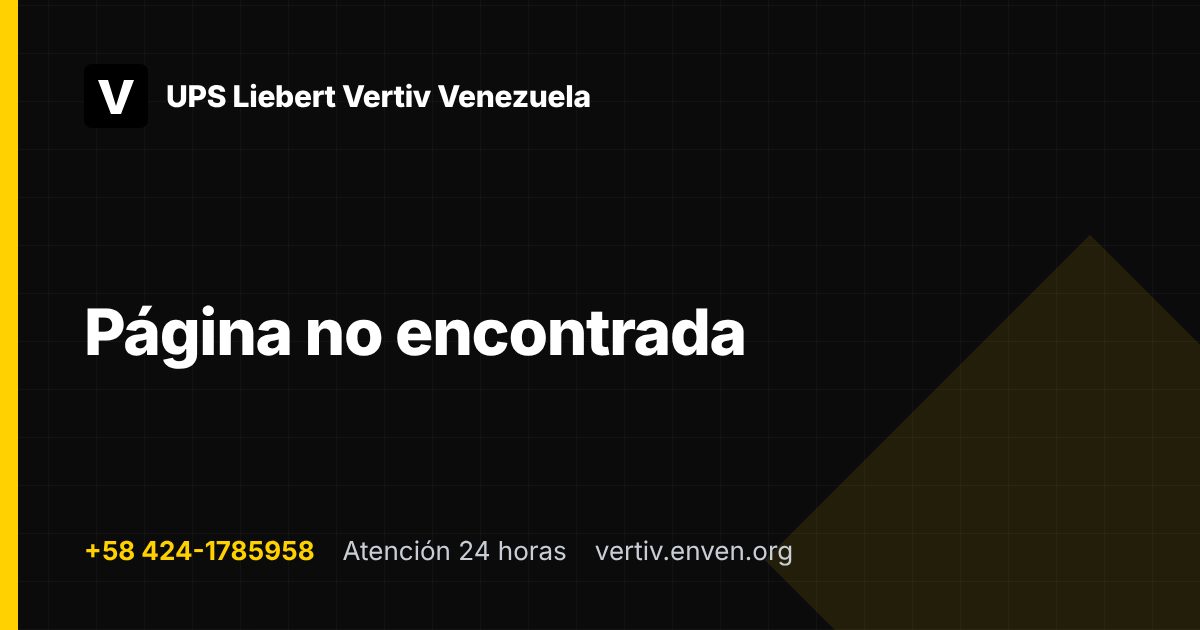 V
UPS Liebert Vertiv Venezuela
Página no encontrada
+58 424-1785958 Atención 24 horas vertiv.enven.org